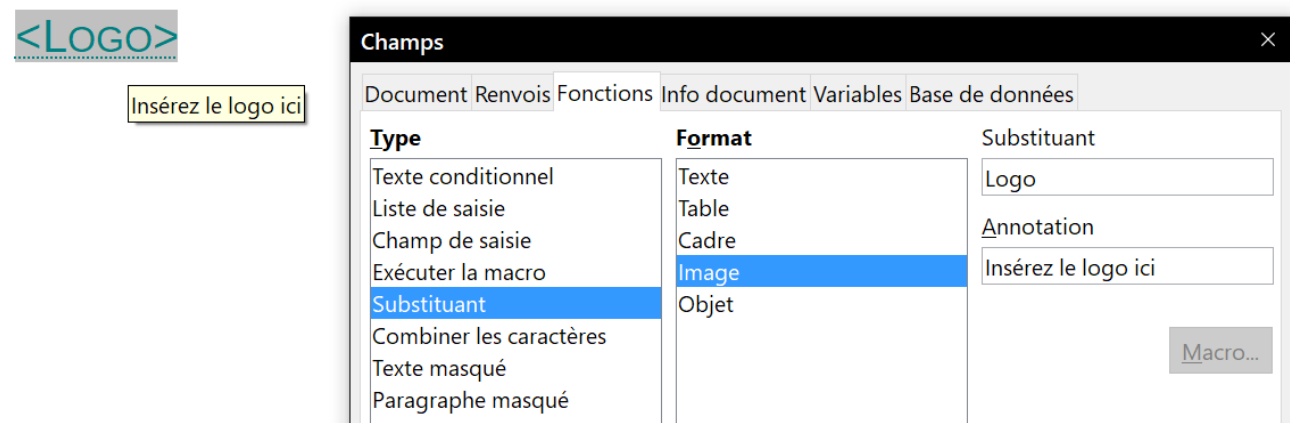 <LOGO>
Insérez le logo ici
Champs
Document Renvois Fonctions Info document Variables Base de données
Type
Texte conditionnel
Liste de saisie
Champ de saisie
Exécuter la macro
Substituant
Combiner les caractères
Texte masqué
Paragraphe masqué
Format
Texte
Table
Cadre
Image
Objet
Substituant
Logo
Annotation
Insérez le logo ici
Macro...